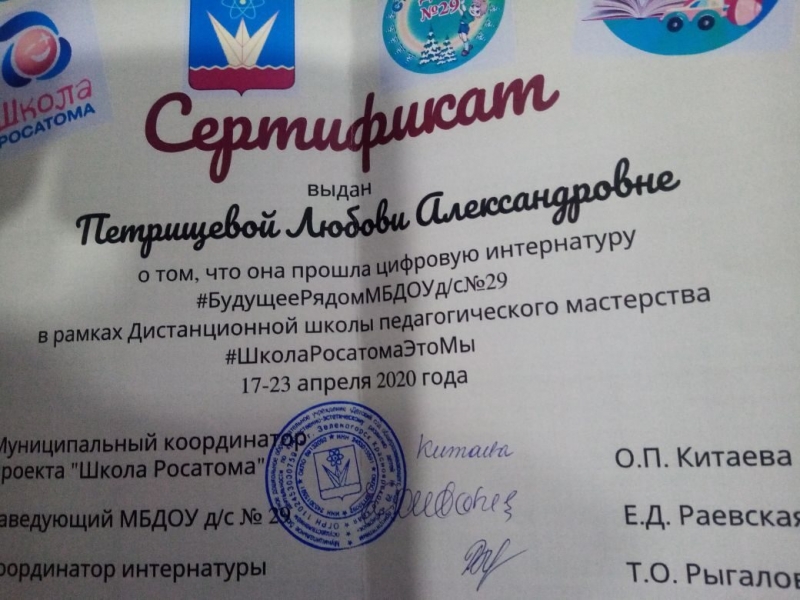 Школа
РОСАТОМА
№29
Сертификат
выдан
Петрищевой Любови Александровне
о том, что она прошла цифровую интернатуру
#БудущееРядомМБДОУд/с№29
в рамках Дистанционной школы педагогического мастерства
#ШколаРосатомаЭтоМы
17-23 апреля 2020 года
Муниципальный координатор
проекта "Школа Росатома"
Китаева
О.П. Китаева
аведующий МБДОУ д/с № 29
Е.Д. Раевская
оординатор интернатуры
Т.О. Рыгалов